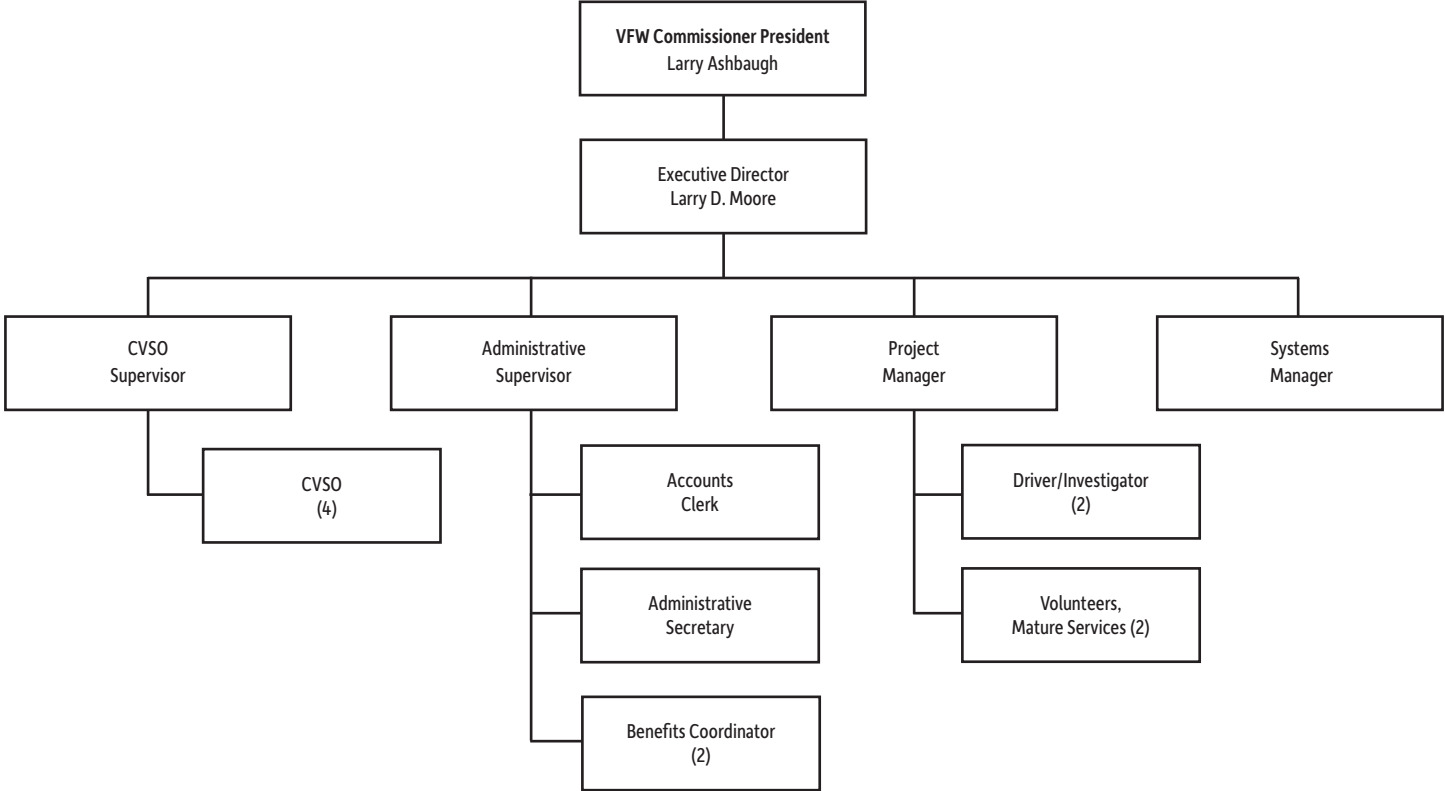 VFW Commissioner President
Larry Ashbaugh
Executive Director
Larry D. Moore
CVSO
Supervisor
Administrative
Supervisor
Project
Manager
Systems
Manager
CVSO
(4)
Accounts
Clerk
Driver/Investigator
(2)
Administrative
Secretary
Volunteers,
Mature Services (2)
Benefits Coordinator
(2)